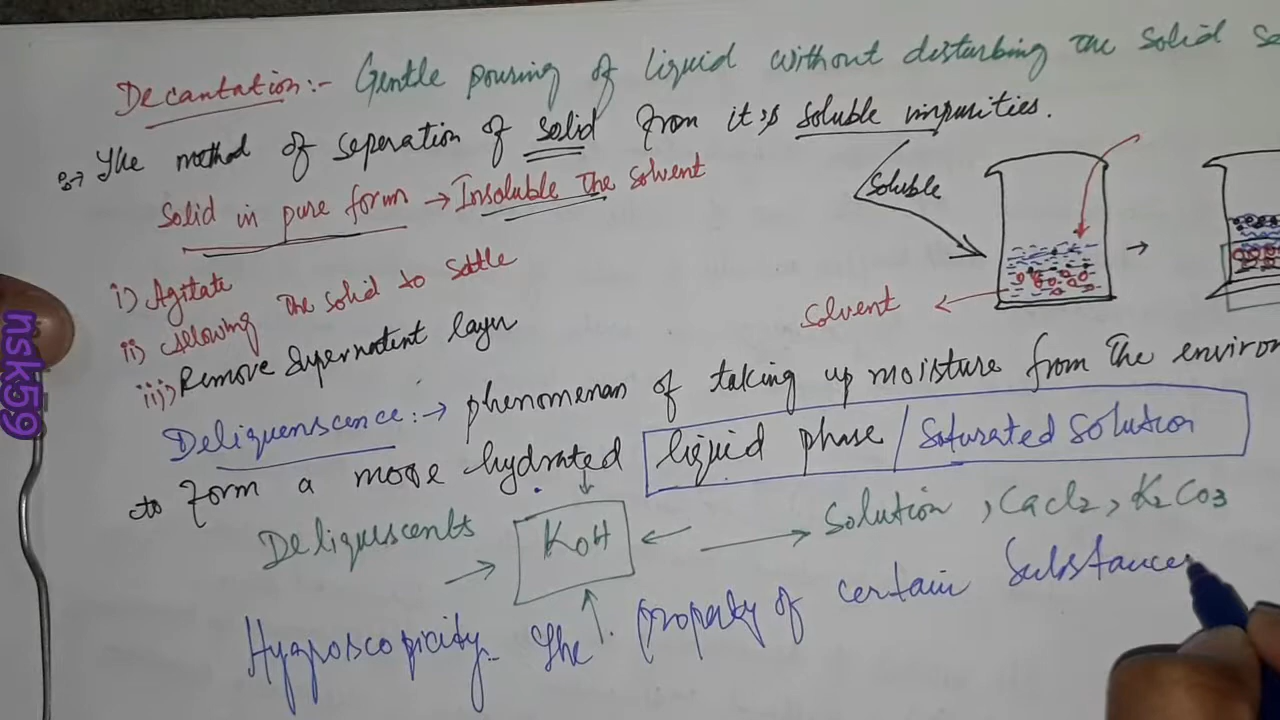 Decantation:- Gentle pouring of liquid without disturbing the solid
The method of seperation of solid from it's soluble impurities.
Solid in pure form → Insoluble the solvent
Soluble
i) Agitate
ii) Allowing the solid to settle
Solvent ←
iii) Remove Supernatent layer
Deliquenscence:→ phenomenan of taking up moisture from the environ
to form a more hydrated liquid phase / Saturated solution
Deliquescents → KOH ← → Solution, CaCl2, K2CO3
Hygroscopicity- The property of certain Substances
nsk59